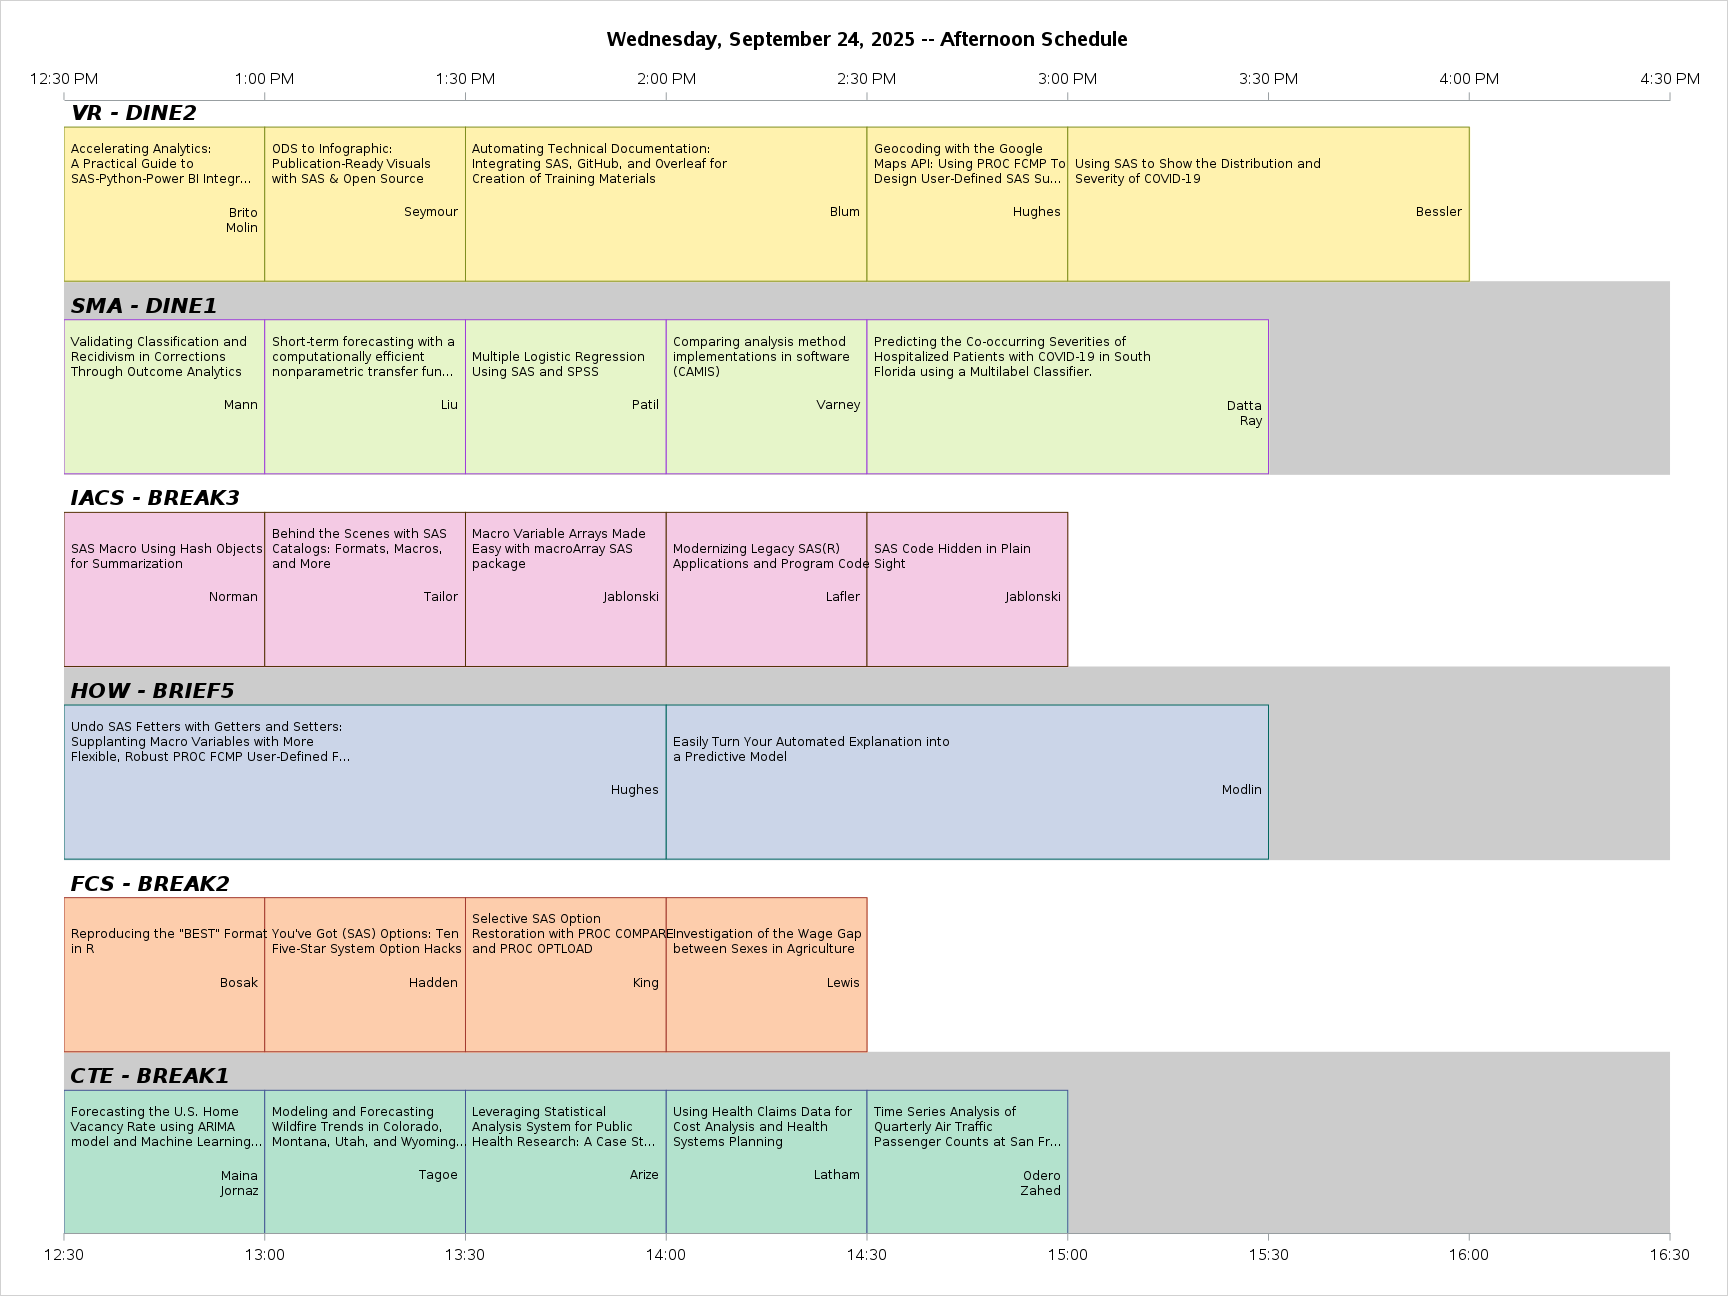 Wednesday, September 24, 2025 -- Afternoon Schedule
12:30 PM 1:00 PM 1:30 PM 2:00 PM 2:30 PM 3:00 PM 3:30 PM 4:00 PM 4:30 PM
VR - DINE2
Accelerating Analytics:
A Practical Guide to
SAS-Python-Power BI Integr...
Brito
Molin
ODS to Infographic:
Publication-Ready Visuals
with SAS & Open Source
Seymour
Automating Technical Documentation:
Integrating SAS, GitHub, and Overleaf for
Creation of Training Materials
Blum
Geocoding with the Google
Maps API: Using PROC FCMP To
Design User-Defined SAS Su...
Hughes
Using SAS to Show the Distribution and
Severity of COVID-19
Bessler
SMA - DINE1
Validating Classification and
Recidivism in Corrections
Through Outcome Analytics
Mann
Short-term forecasting with a
computationally efficient
nonparametric transfer fun...
Liu
Multiple Logistic Regression
Using SAS and SPSS
Patil
Comparing analysis method
implementations in software
(CAMIS)
Varney
Predicting the Co-occurring Severities of
Hospitalized Patients with COVID-19 in South
Florida using a Multilabel Classifier.
Datta
Ray
IACS - BREAK3
SAS Macro Using Hash Objects
for Summarization
Norman
Behind the Scenes with SAS
Catalogs: Formats, Macros,
and More
Tailor
Macro Variable Arrays Made
Easy with macroArray SAS
package
Jablonski
Modernizing Legacy SAS(R)
Applications and Program Code
Lafler
SAS Code Hidden in Plain
Sight
Jablonski
HOW - BRIEF5
Undo SAS Fetters with Getters and Setters:
Supplanting Macro Variables with More
Flexible, Robust PROC FCMP User-Defined F...
Hughes
Easily Turn Your Automated Explanation into
a Predictive Model
Modlin
FCS - BREAK2
Reproducing the "BEST" Format
in R
Bosak
You've Got (SAS) Options: Ten
Five-Star System Option Hacks
Hadden
Selective SAS Option
Restoration with PROC COMPARE
and PROC OPTLOAD
King
Investigation of the Wage Gap
between Sexes in Agriculture
Lewis
CTE - BREAK1
Forecasting the U.S. Home
Vacancy Rate using ARIMA
model and Machine Learning...
Maina
Jornaz
Modeling and Forecasting
Wildfire Trends in Colorado,
Montana, Utah, and Wyoming...
Tagoe
Leveraging Statistical
Analysis System for Public
Health Research: A Case St...
Arize
Using Health Claims Data for
Cost Analysis and Health
Systems Planning
Latham
Time Series Analysis of
Quarterly Air Traffic
Passenger Counts at San Fr...
Odero
Zahed
12:30 13:00 13:30 14:00 14:30 15:00 15:30 16:00 16:30